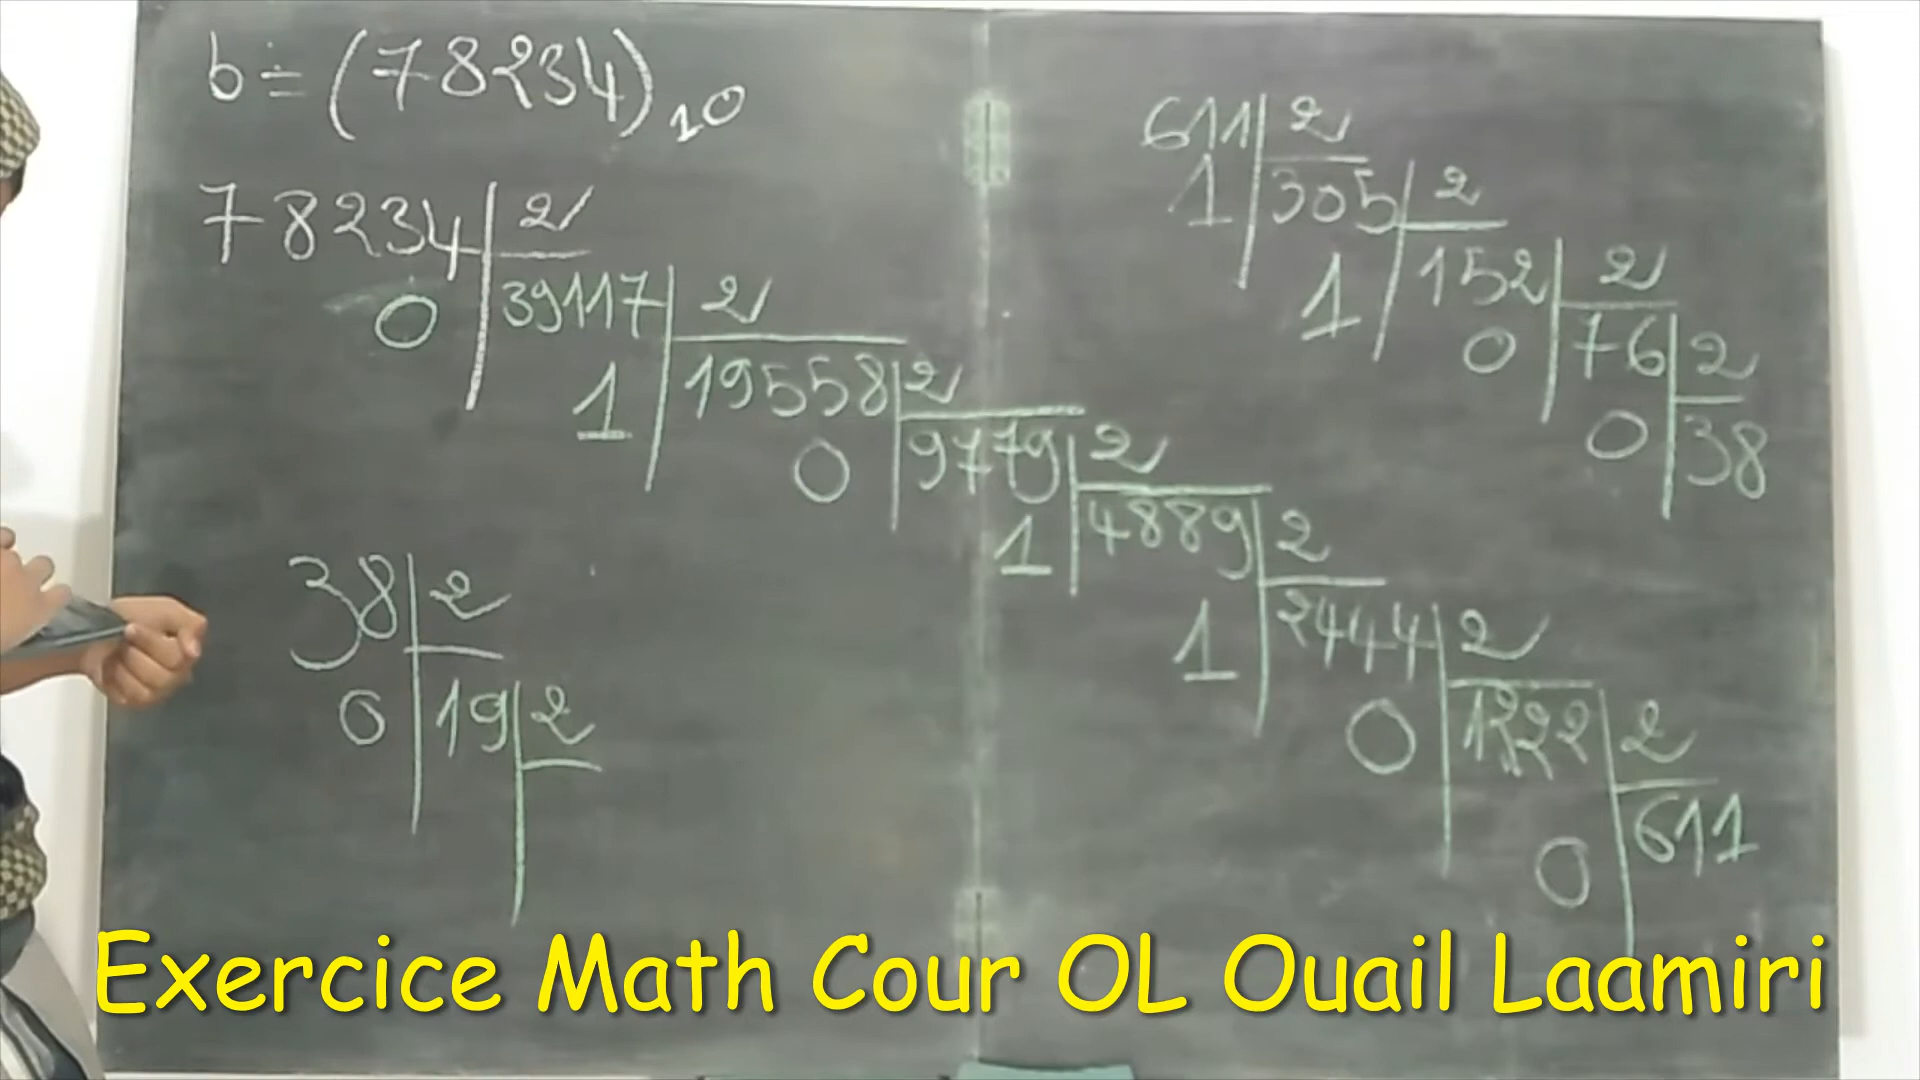 b ÷= (78234)10
78234 2
0 39117 2
1 19558 2
0 9779 2
1 4889 2
1 2444 2
0 1222 2
0 611
611 2
1 305 2
1 152 2
0 76 2
0 38
38 2
0 19 2
Exercice Math Cour OL Ouail Laamiri